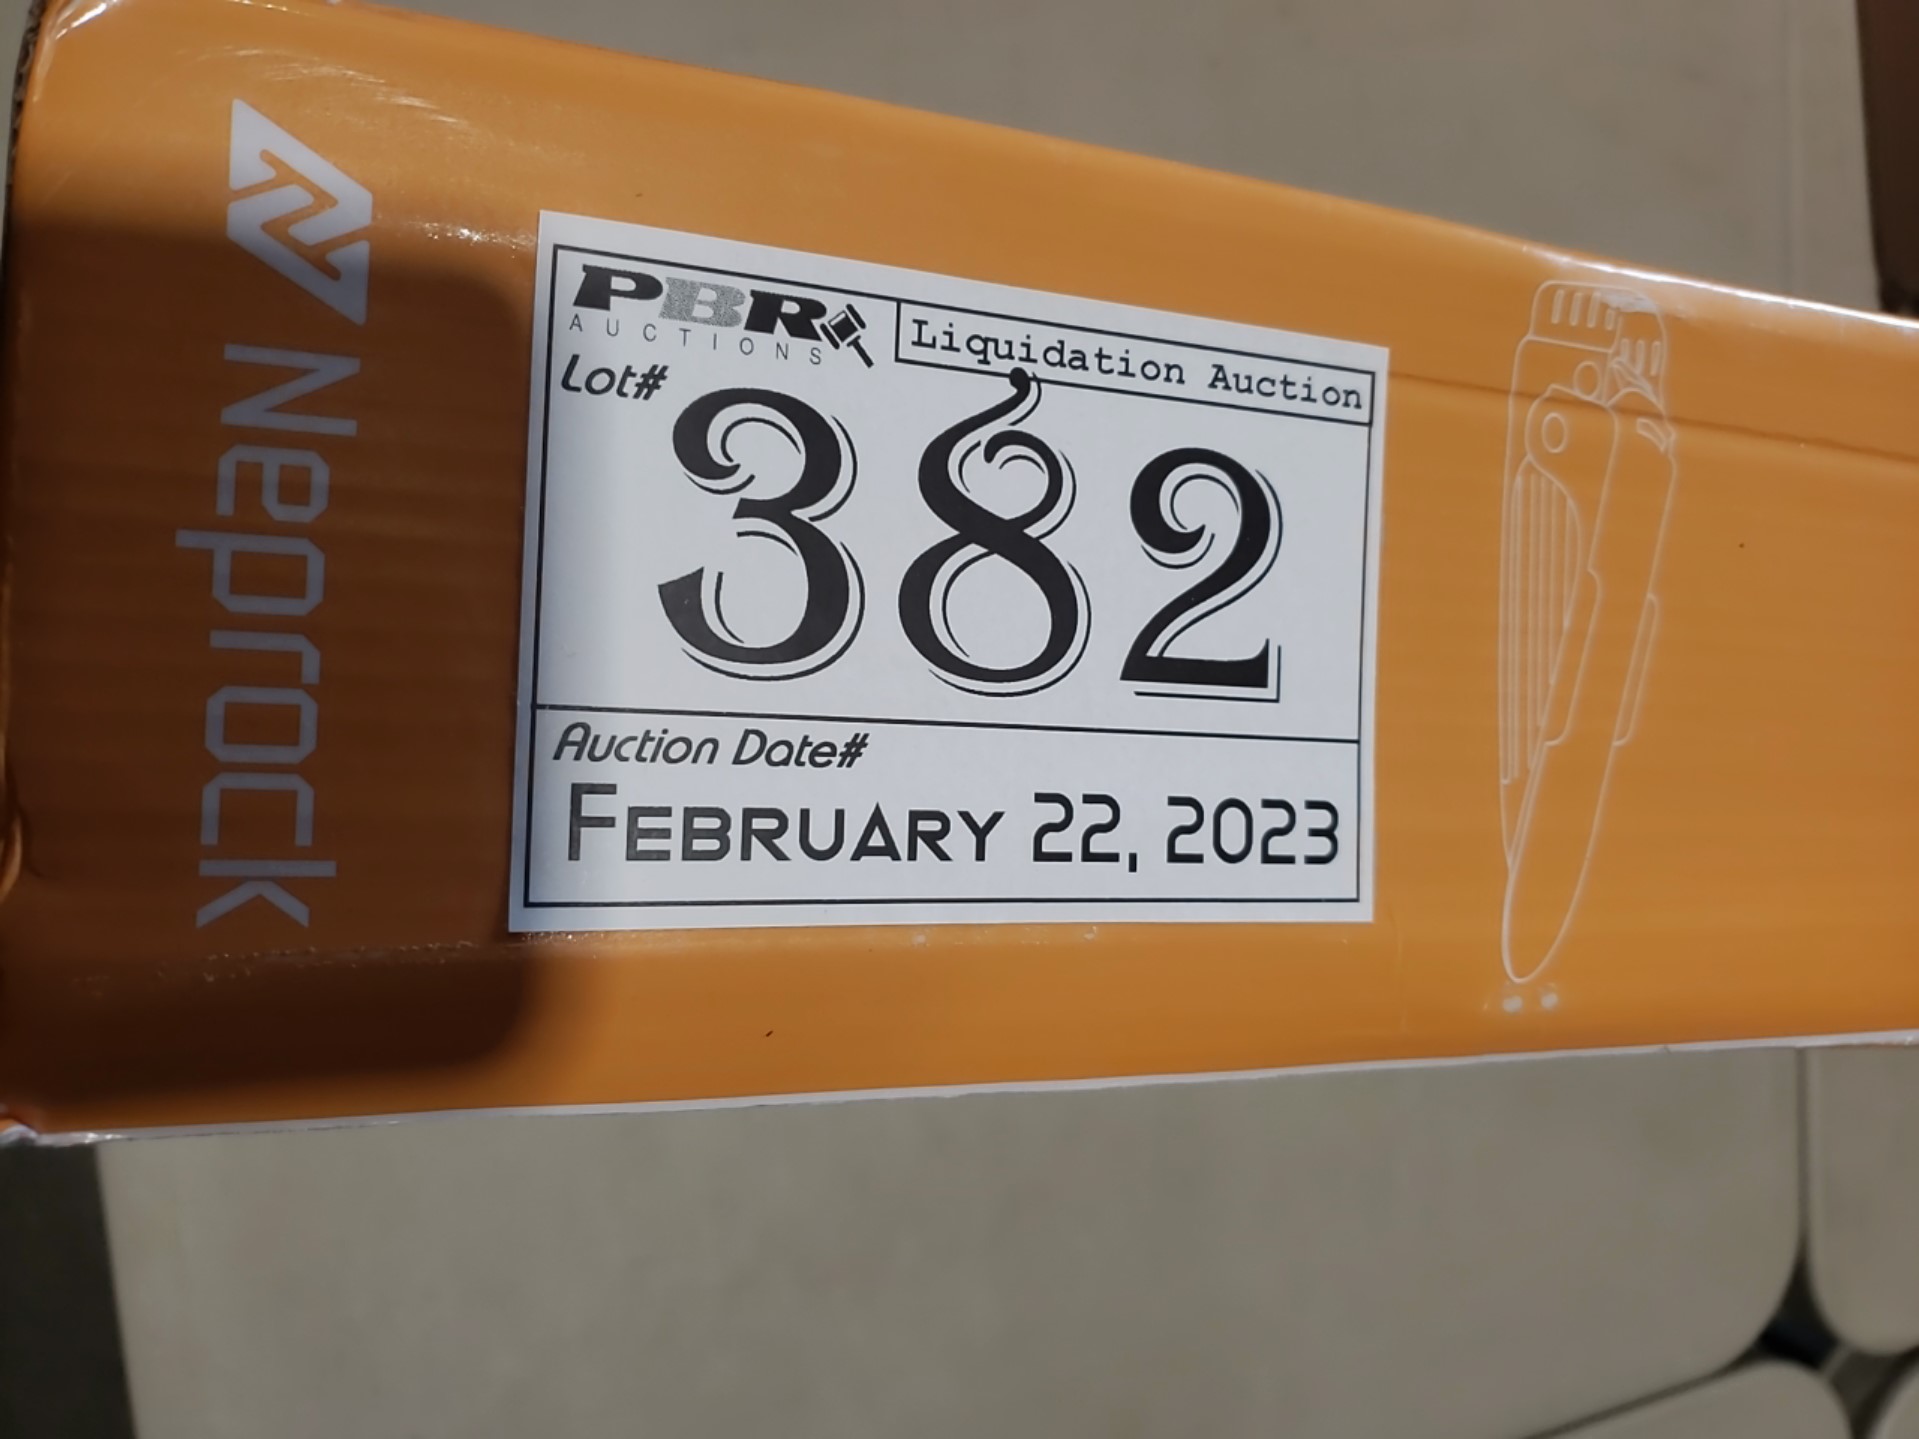 Neprock
PBR
AUCTIONS
Liquidation Auction
Lot#
382
Auction Date#
FEBRUARY 22, 2023